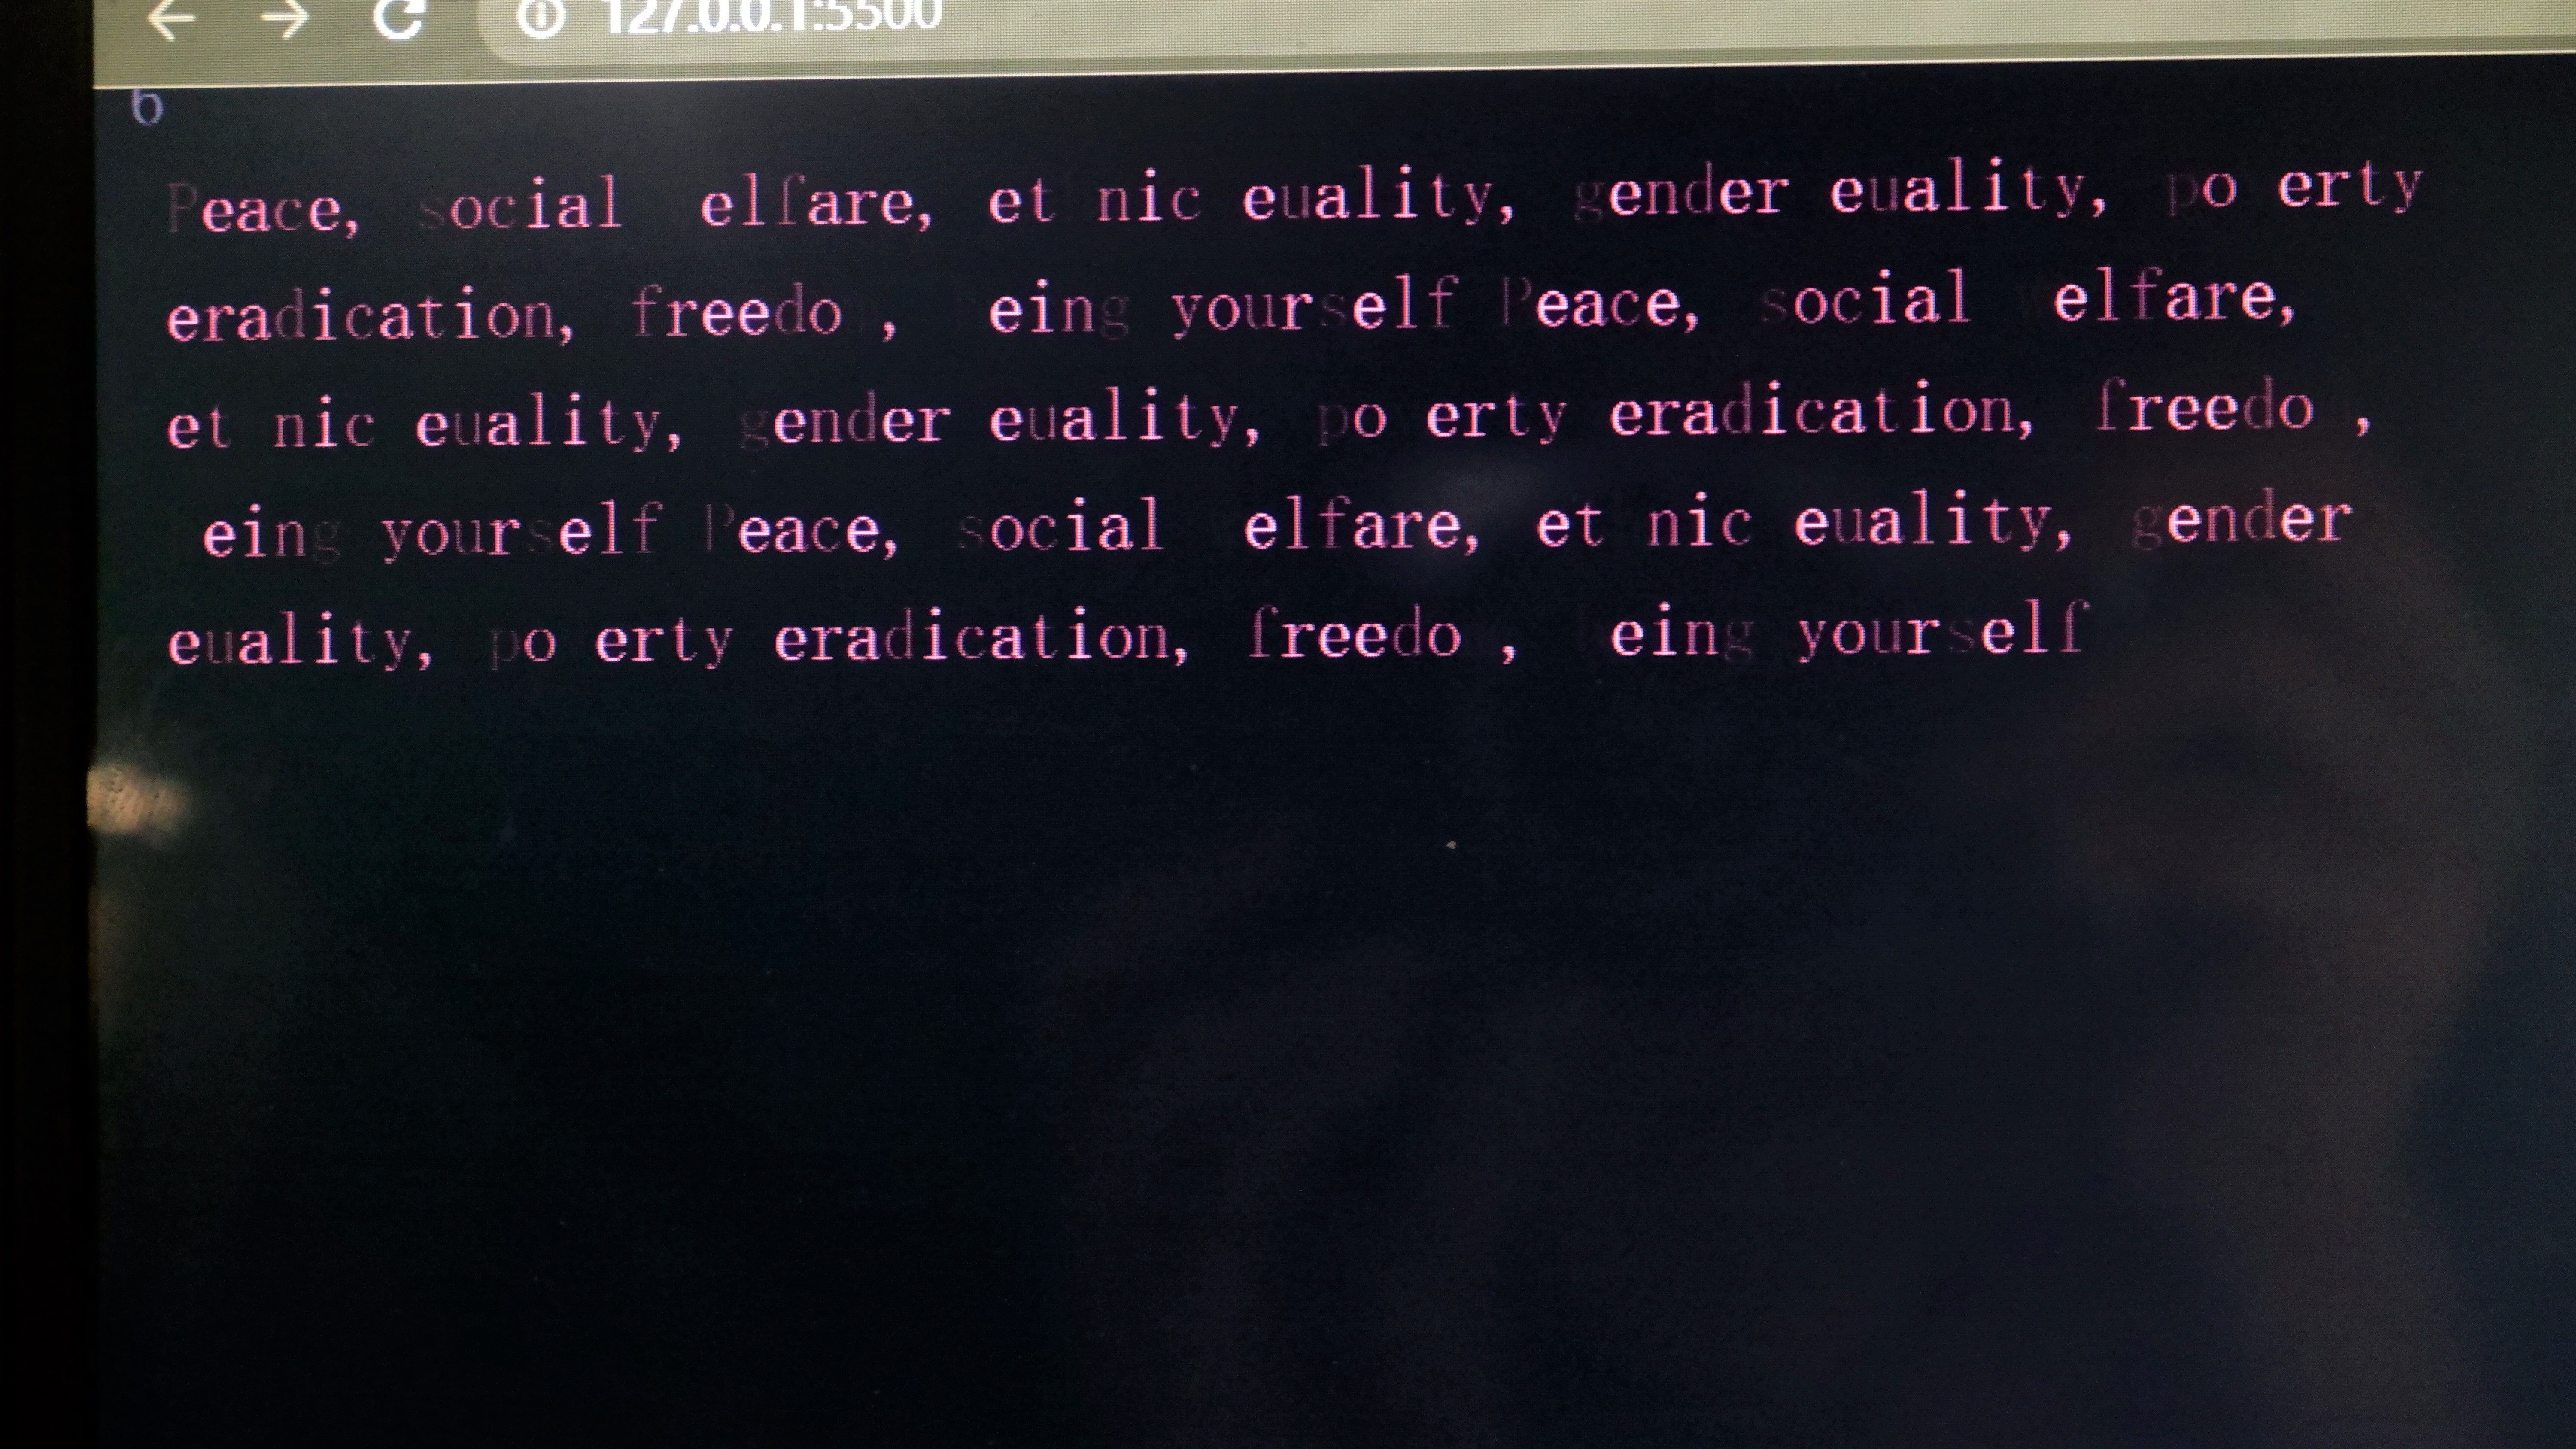 127.0.0.1:5500
6
Peace, social  elfare, et nic euality, gender euality, po erty
eradication, freedo ,  eing yourself Peace, social  elfare,
et nic euality, gender euality, po erty eradication, freedo ,
eing yourself Peace, social  elfare, et nic euality, gender
euality, po erty eradication, freedo ,  eing yourself